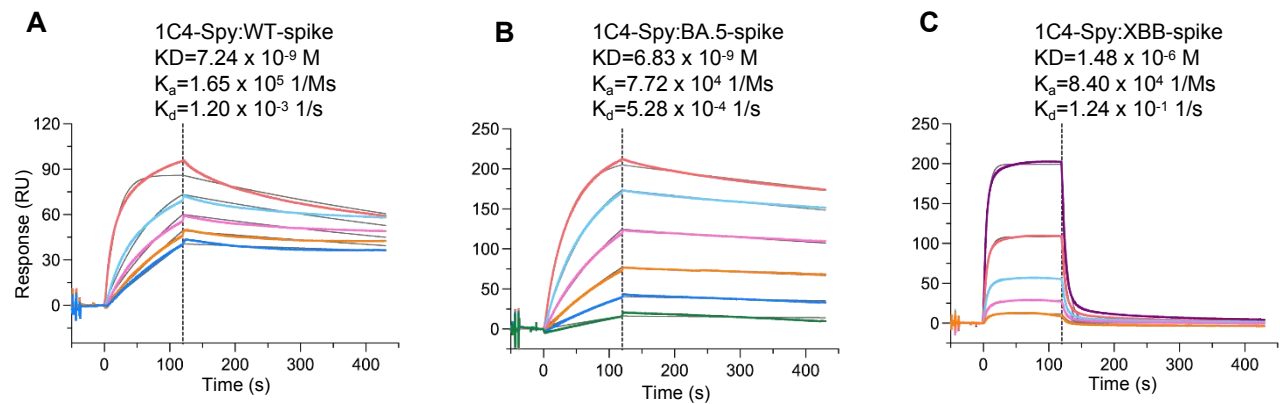 A
1C4-Spy:WT-spike
KD=7.24 x 10⁻⁹ M
Kₐ=1.65 x 10⁵ 1/Ms
K_d=1.20 x 10⁻³ 1/s
120
90
60
30
0
Response (RU)
0 100 200 300 400
Time (s)
B
1C4-Spy:BA.5-spike
KD=6.83 x 10⁻⁹ M
Kₐ=7.72 x 10⁴ 1/Ms
K_d=5.28 x 10⁻⁴ 1/s
250
200
150
100
50
0
0 100 200 300 400
Time (s)
C
1C4-Spy:XBB-spike
KD=1.48 x 10⁻⁶ M
Kₐ=8.40 x 10⁴ 1/Ms
K_d=1.24 x 10⁻¹ 1/s
250
200
150
100
50
0
0 100 200 300 400
Time (s)